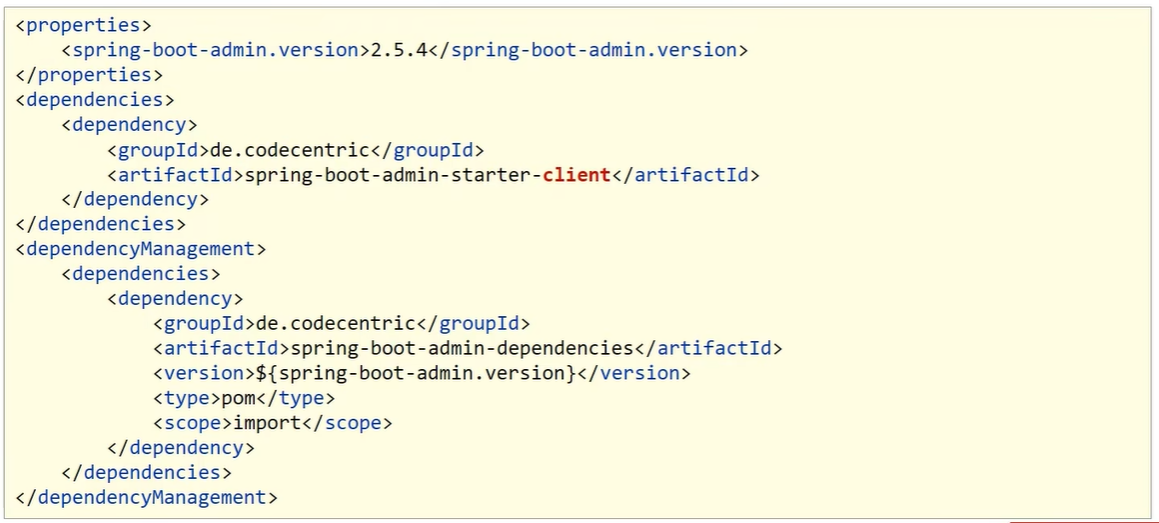 <properties>
    <spring-boot-admin.version>2.5.4</spring-boot-admin.version>
</properties>
<dependencies>
    <dependency>
        <groupId>de.codecentric</groupId>
        <artifactId>spring-boot-admin-starter-client</artifactId>
    </dependency>
</dependencies>
<dependencyManagement>
    <dependencies>
        <dependency>
            <groupId>de.codecentric</groupId>
            <artifactId>spring-boot-admin-dependencies</artifactId>
            <version>${spring-boot-admin.version}</version>
            <type>pom</type>
            <scope>import</scope>
        </dependency>
    </dependencies>
</dependencyManagement>